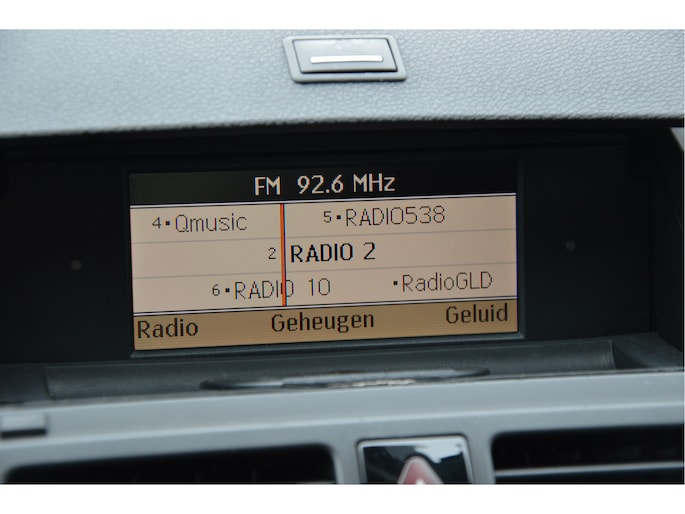 FM 92.6 MHz
4▪Qmusic 5▪RADIO538
2 RADIO 2
6▪RADIO 10 ▪RadioGLD
Radio Geheugen Geluid